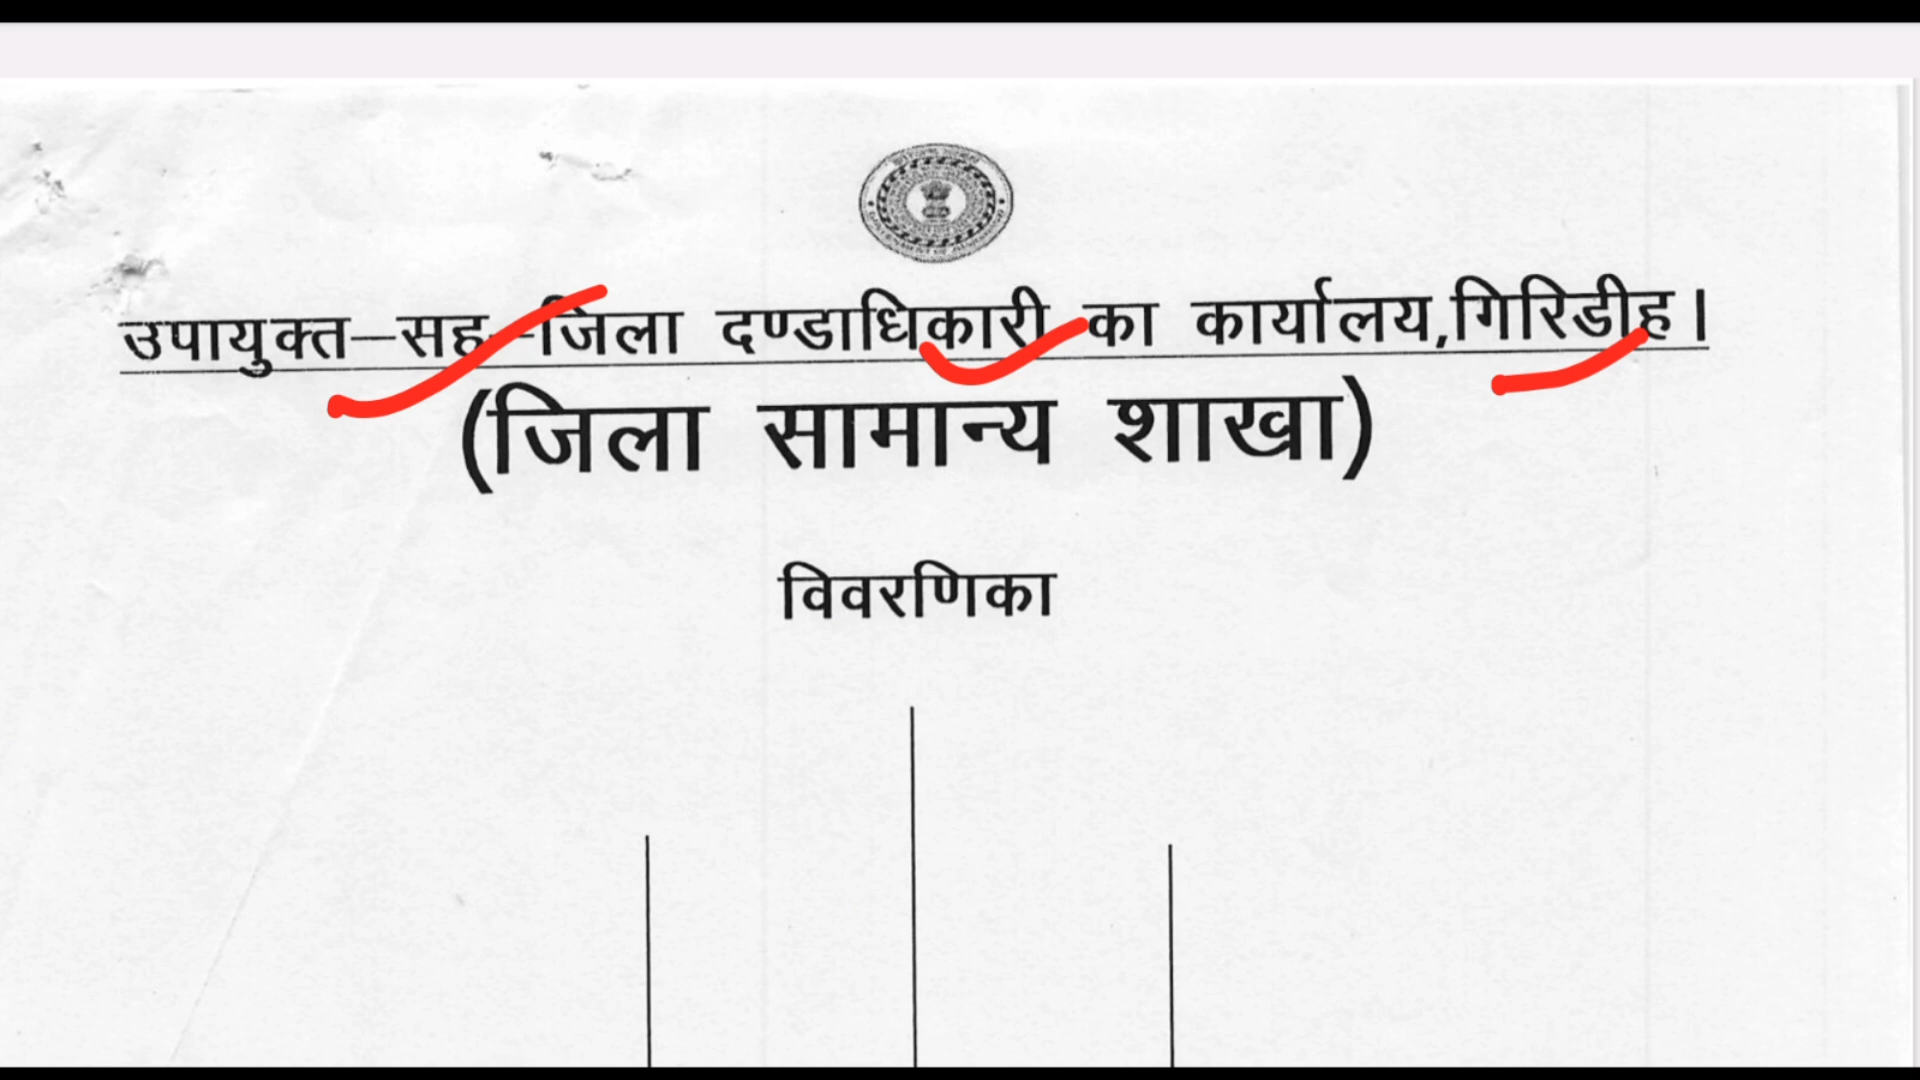 उपायुक्त–सह–जिला दण्डाधिकारी का कार्यालय,गिरिडीह।
(जिला सामान्य शाखा)
विवरणिका